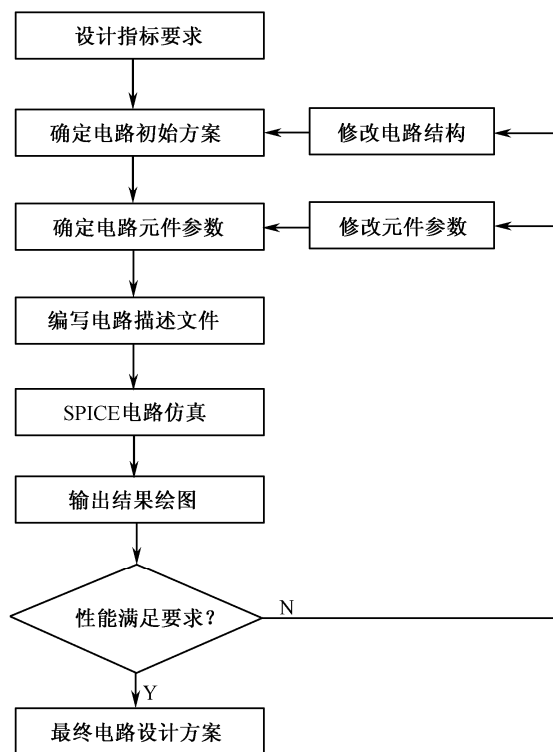 设计指标要求
确定电路初始方案
修改电路结构
确定电路元件参数
修改元件参数
编写电路描述文件
SPICE电路仿真
输出结果绘图
性能满足要求?
N
Y
最终电路设计方案